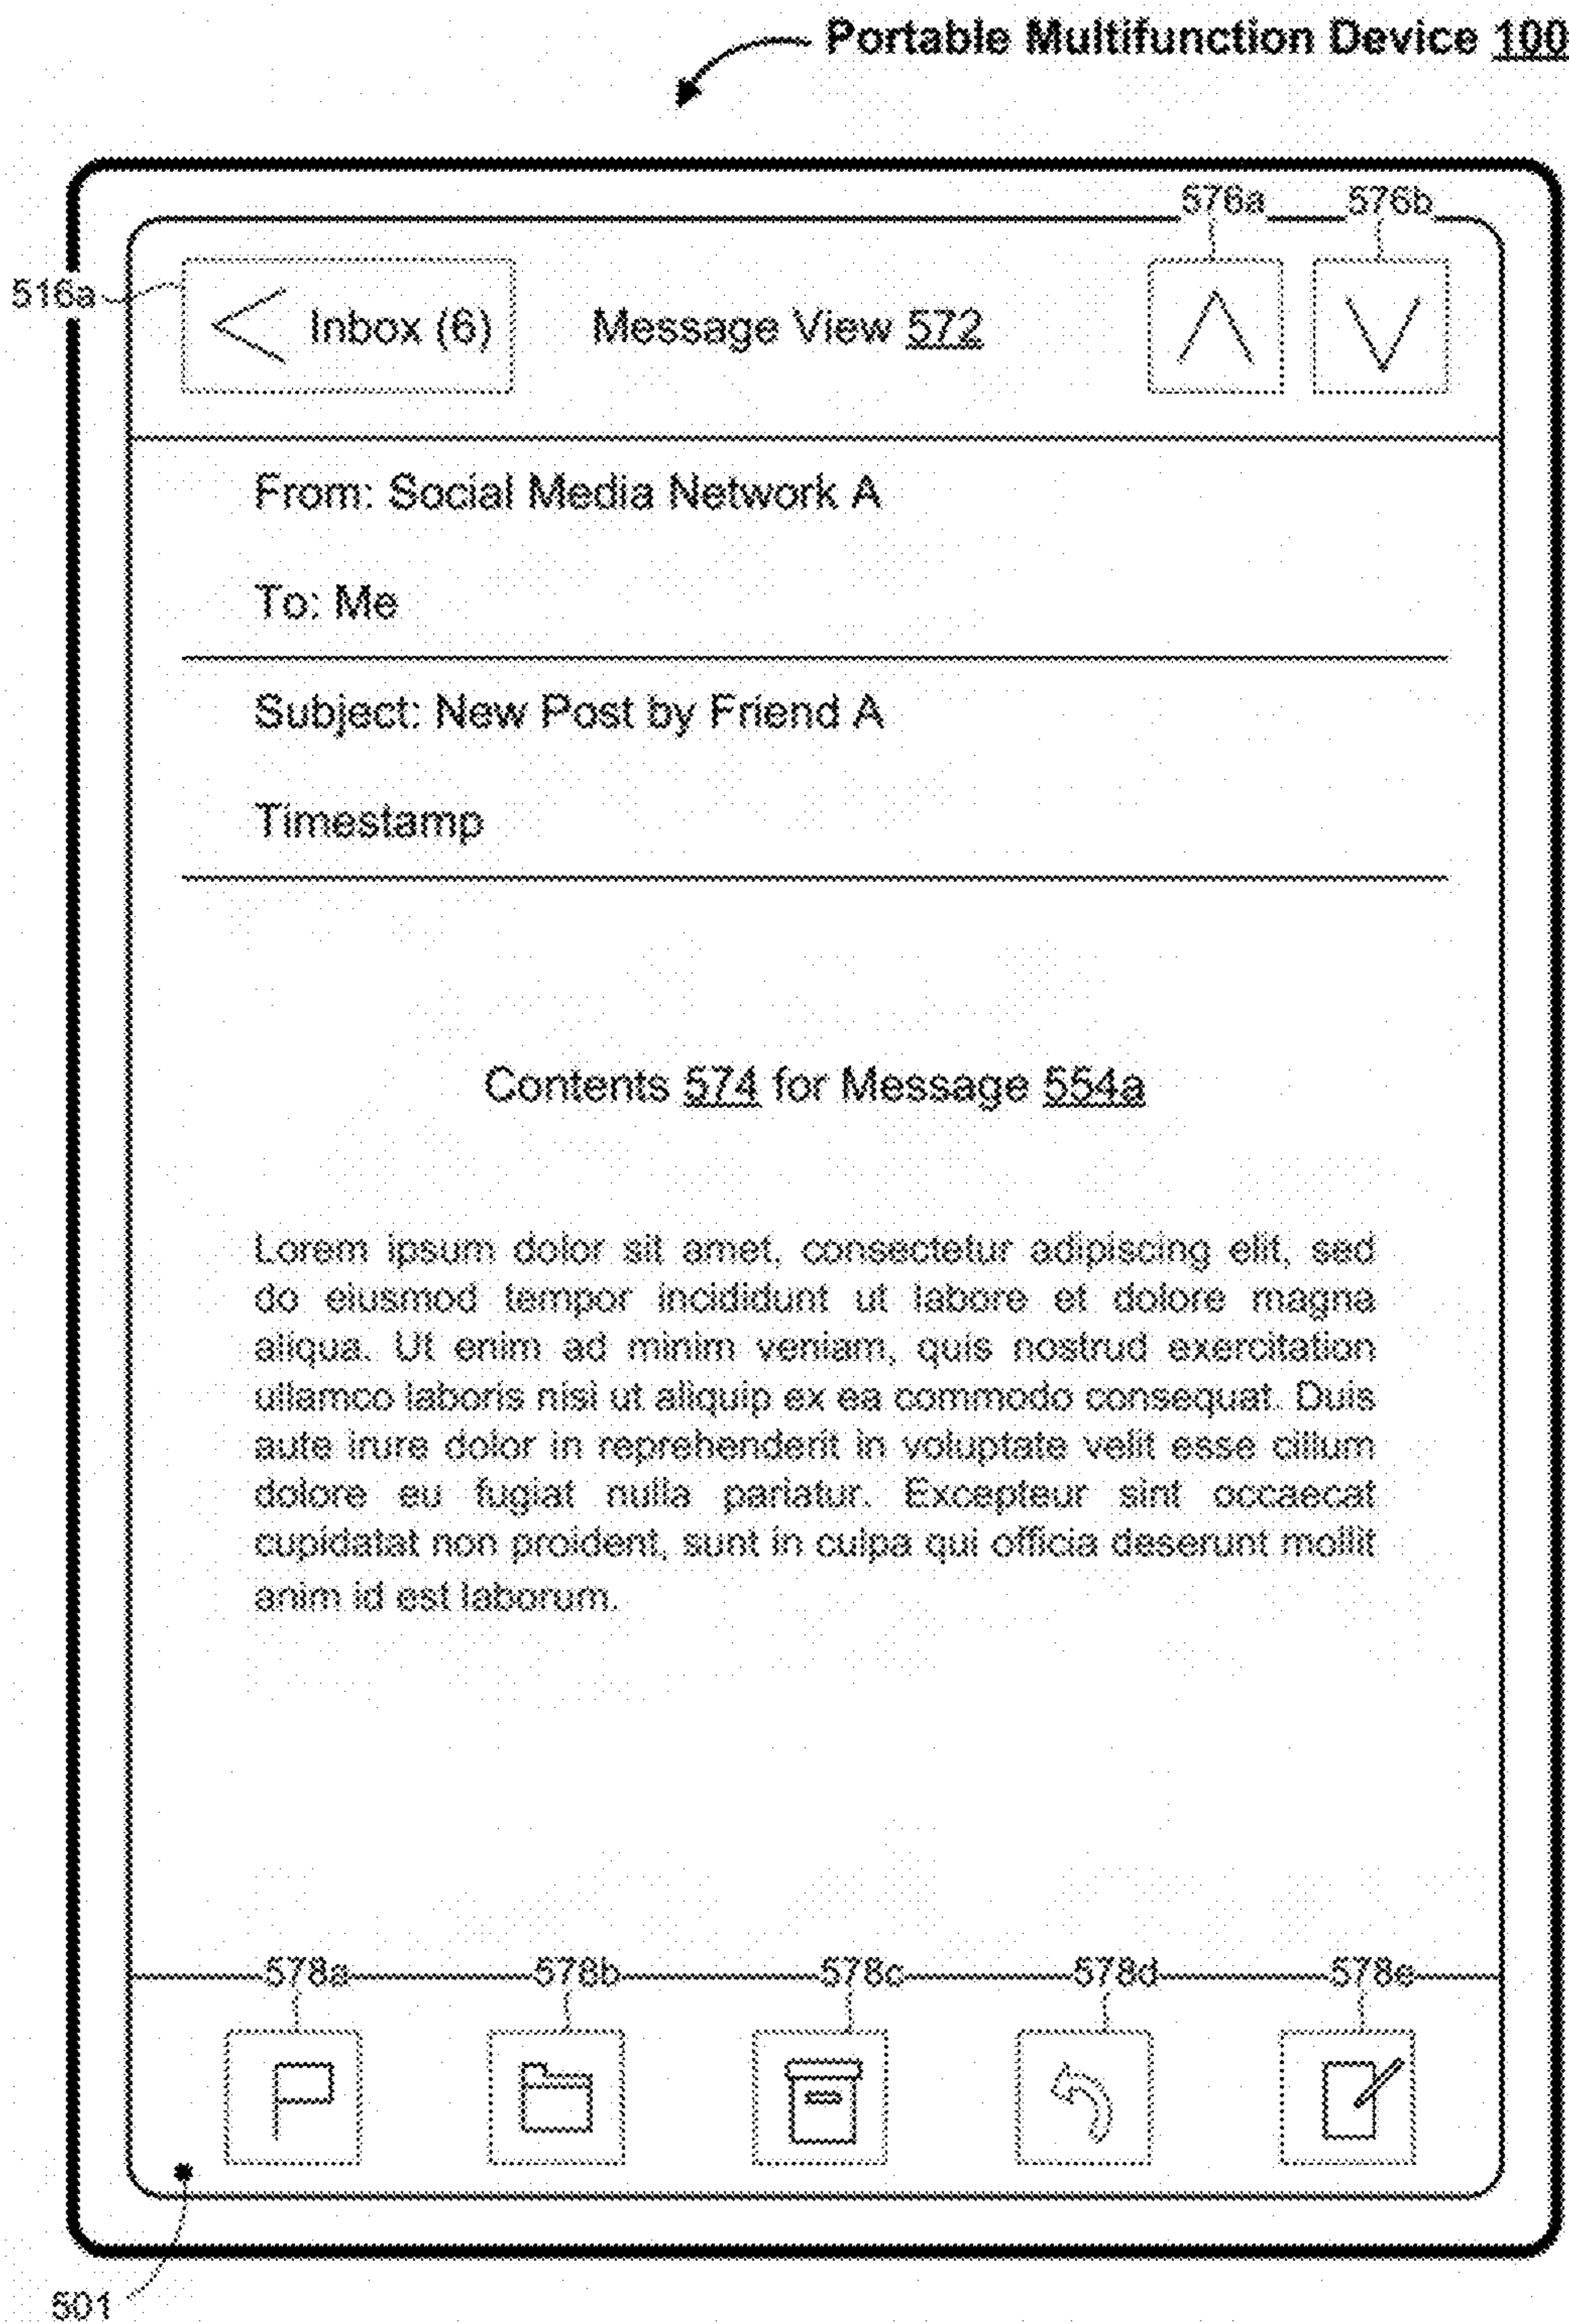 Portable Multifunction Device 100
576a 576b
516a
Inbox (6) Message View 572
From: Social Media Network A
To: Me
Subject: New Post by Friend A
Timestamp
Contents 574 for Message 554a
Lorem ipsum dolor sit amet, consectetur adipiscing elit, sed
do eiusmod tempor incididunt ut labore et dolore magna
aliqua. Ut enim ad minim veniam, quis nostrud exercitation
ullamco laboris nisi ut aliquip ex ea commodo consequat. Duis
aute irure dolor in reprehenderit in voluptate velit esse cillum
dolore eu fugiat nulla pariatur. Excepteur sint occaecat
cupidatat non proident, sunt in culpa qui officia deserunt mollit
anim id est laborum.
578a 578b 578c 578d 578e
501